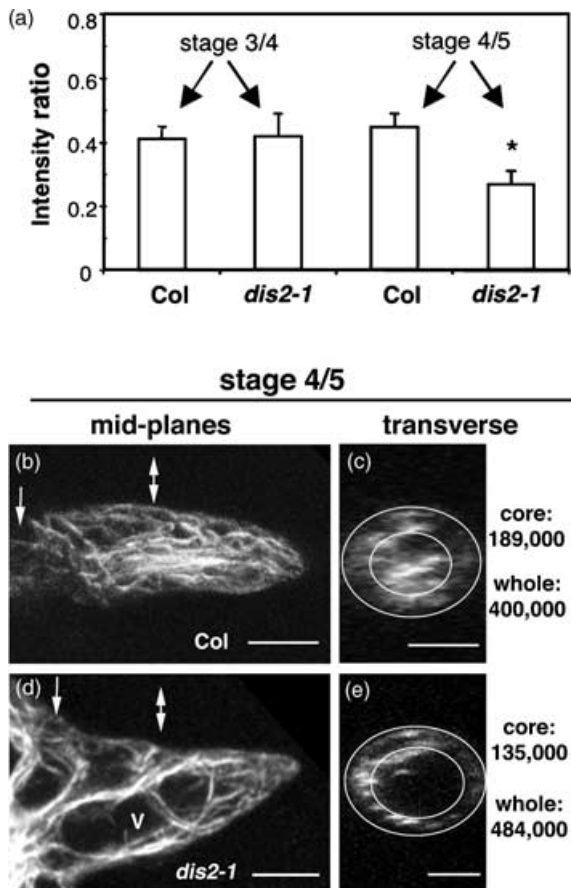 (a)
0.8
0.6
0.4
0.2
0
Intensity ratio
stage 3/4
stage 4/5
*
Col
dis2-1
Col
dis2-1
stage 4/5
mid-planes
transverse
(b)
Col
(c)
core:
189,000
whole:
400,000
(d)
V
dis2-1
(e)
core:
135,000
whole:
484,000